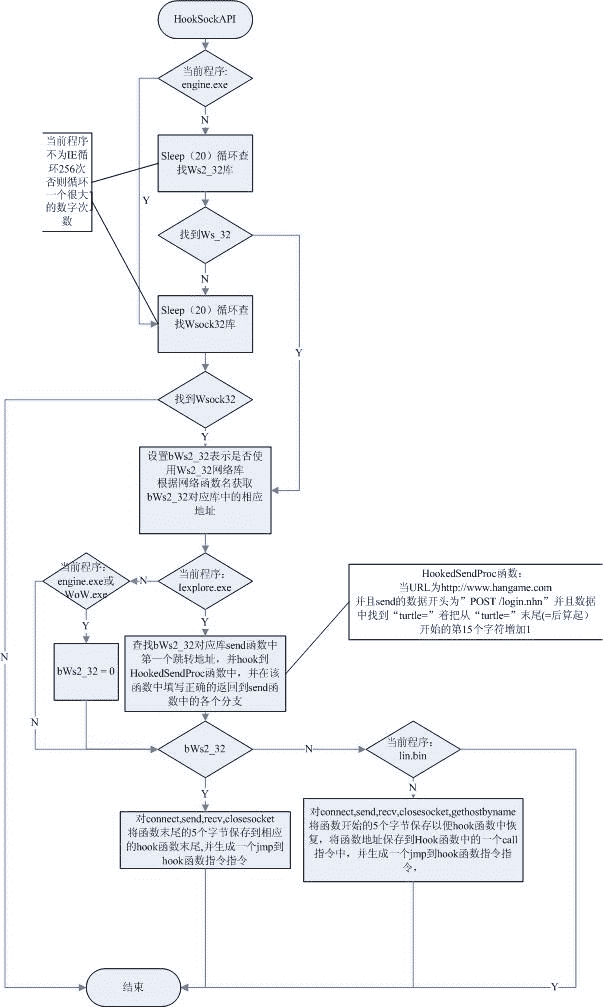 HookSockAPI
当前程序:
engine.exe
N
当前程序
不为IE循
环256次
否则循环
一个很大
的数字次
数
Sleep（20）循环查
找Ws2_32库
Y
找到Ws_32
N
Sleep（20）循环查
找Wsock32库
Y
找到Wsock32
Y
设置bWs2_32表示是否使
用Ws2_32网络库
根据网络函数名获取
bWs2_32对应库中的相应
地址
当前程序：
engine.exe或
WoW.exe
N
当前程序：
Iexplore.exe
HookedSendProc函数：
当URL为http://www.hangame.com
并且send的数据开头为”POST /login.nhn”并且数据
中找到“turtle=”着把从“turtle=”末尾(=后算起)
开始的第15个字符增加1
Y
Y
N
bWs2_32 = 0
查找bWs2_32对应库send函数中
第一个跳转地址，并hook到
HookedSendProc函数中，并在该
函数中填写正确的返回到send函
数中的各个分支
N
bWs2_32
N
当前程序：
lin.bin
Y
N
对connect,send,recv,closesocket
将函数末尾的5个字节保存到相应
的hook函数末尾,并生成一个jmp到
hook函数指令指令
对connect,send,recv,closesocket,gethostbyname
将函数开始的5个字节保存以便hook函数中恢
复，将函数地址保存到Hook函数中的一个call
指令中，并生成一个jmp到hook函数指令指
令，
结束
Y